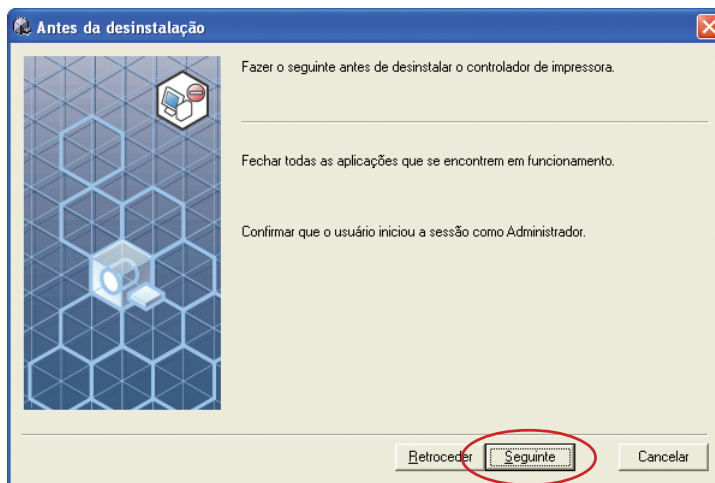 Antes da desinstalação
Fazer o seguinte antes de desinstalar o controlador de impressora.
Fechar todas as aplicações que se encontrem em funcionamento.
Confirmar que o usuário iniciou a sessão como Administrador.
Retroceder
Seguinte
Cancelar